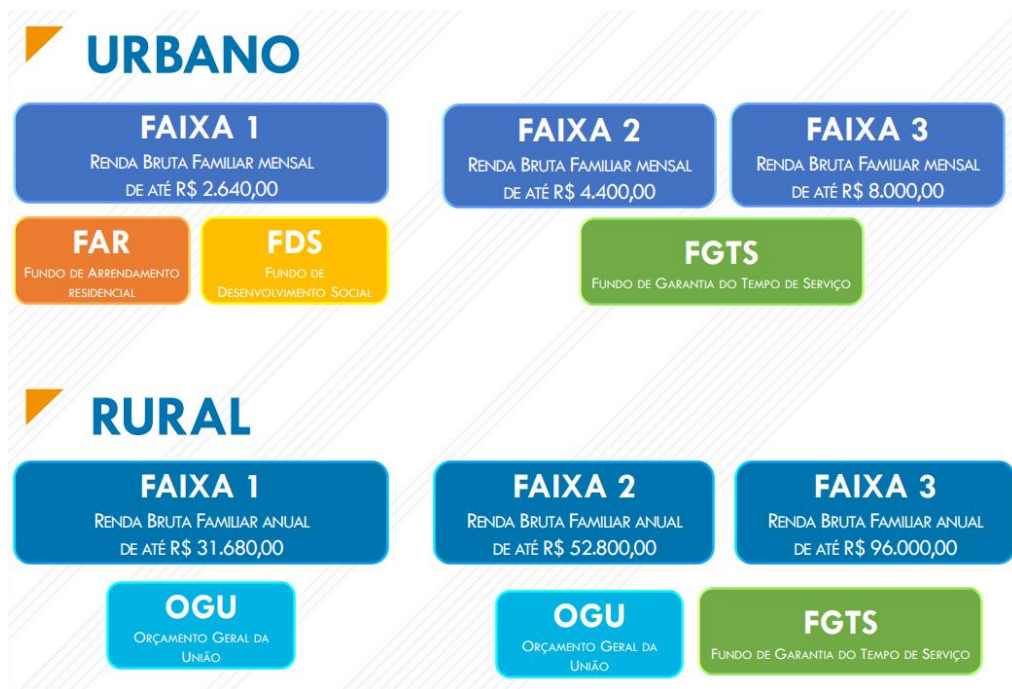 URBANO
FAIXA 1
RENDA BRUTA FAMILIAR MENSAL
DE ATÉ R$ 2.640,00
FAIXA 2
RENDA BRUTA FAMILIAR MENSAL
DE ATÉ R$ 4.400,00
FAIXA 3
RENDA BRUTA FAMILIAR MENSAL
DE ATÉ R$ 8.000,00
FAR
FUNDO DE ARRENDAMENTO
RESIDENCIAL
FDS
FUNDO DE
DESENVOLVIMENTO SOCIAL
FGTS
FUNDO DE GARANTIA DO TEMPO DE SERVIÇO
RURAL
FAIXA 1
RENDA BRUTA FAMILIAR ANUAL
DE ATÉ R$ 31.680,00
FAIXA 2
RENDA BRUTA FAMILIAR ANUAL
DE ATÉ R$ 52.800,00
FAIXA 3
RENDA BRUTA FAMILIAR ANUAL
DE ATÉ R$ 96.000,00
OGU
ORÇAMENTO GERAL DA
UNIÃO
OGU
ORÇAMENTO GERAL DA
UNIÃO
FGTS
FUNDO DE GARANTIA DO TEMPO DE SERVIÇO